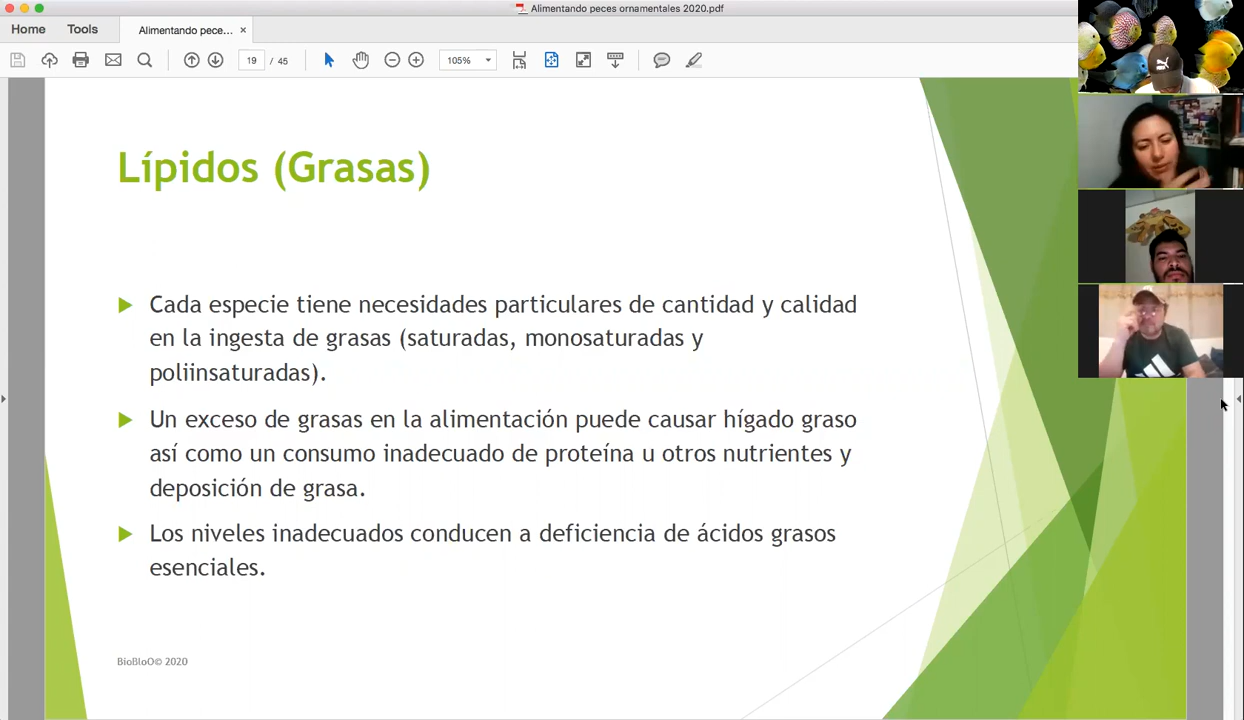 Alimentando peces ornamentales 2020.pdf
Home Tools Alimentando pece... ×
19 / 45 105%
Lípidos (Grasas)
Cada especie tiene necesidades particulares de cantidad y calidad
en la ingesta de grasas (saturadas, monosaturadas y
poliinsaturadas).
Un exceso de grasas en la alimentación puede causar hígado graso
así como un consumo inadecuado de proteína u otros nutrientes y
deposición de grasa.
Los niveles inadecuados conducen a deficiencia de ácidos grasos
esenciales.
BioBloO© 2020